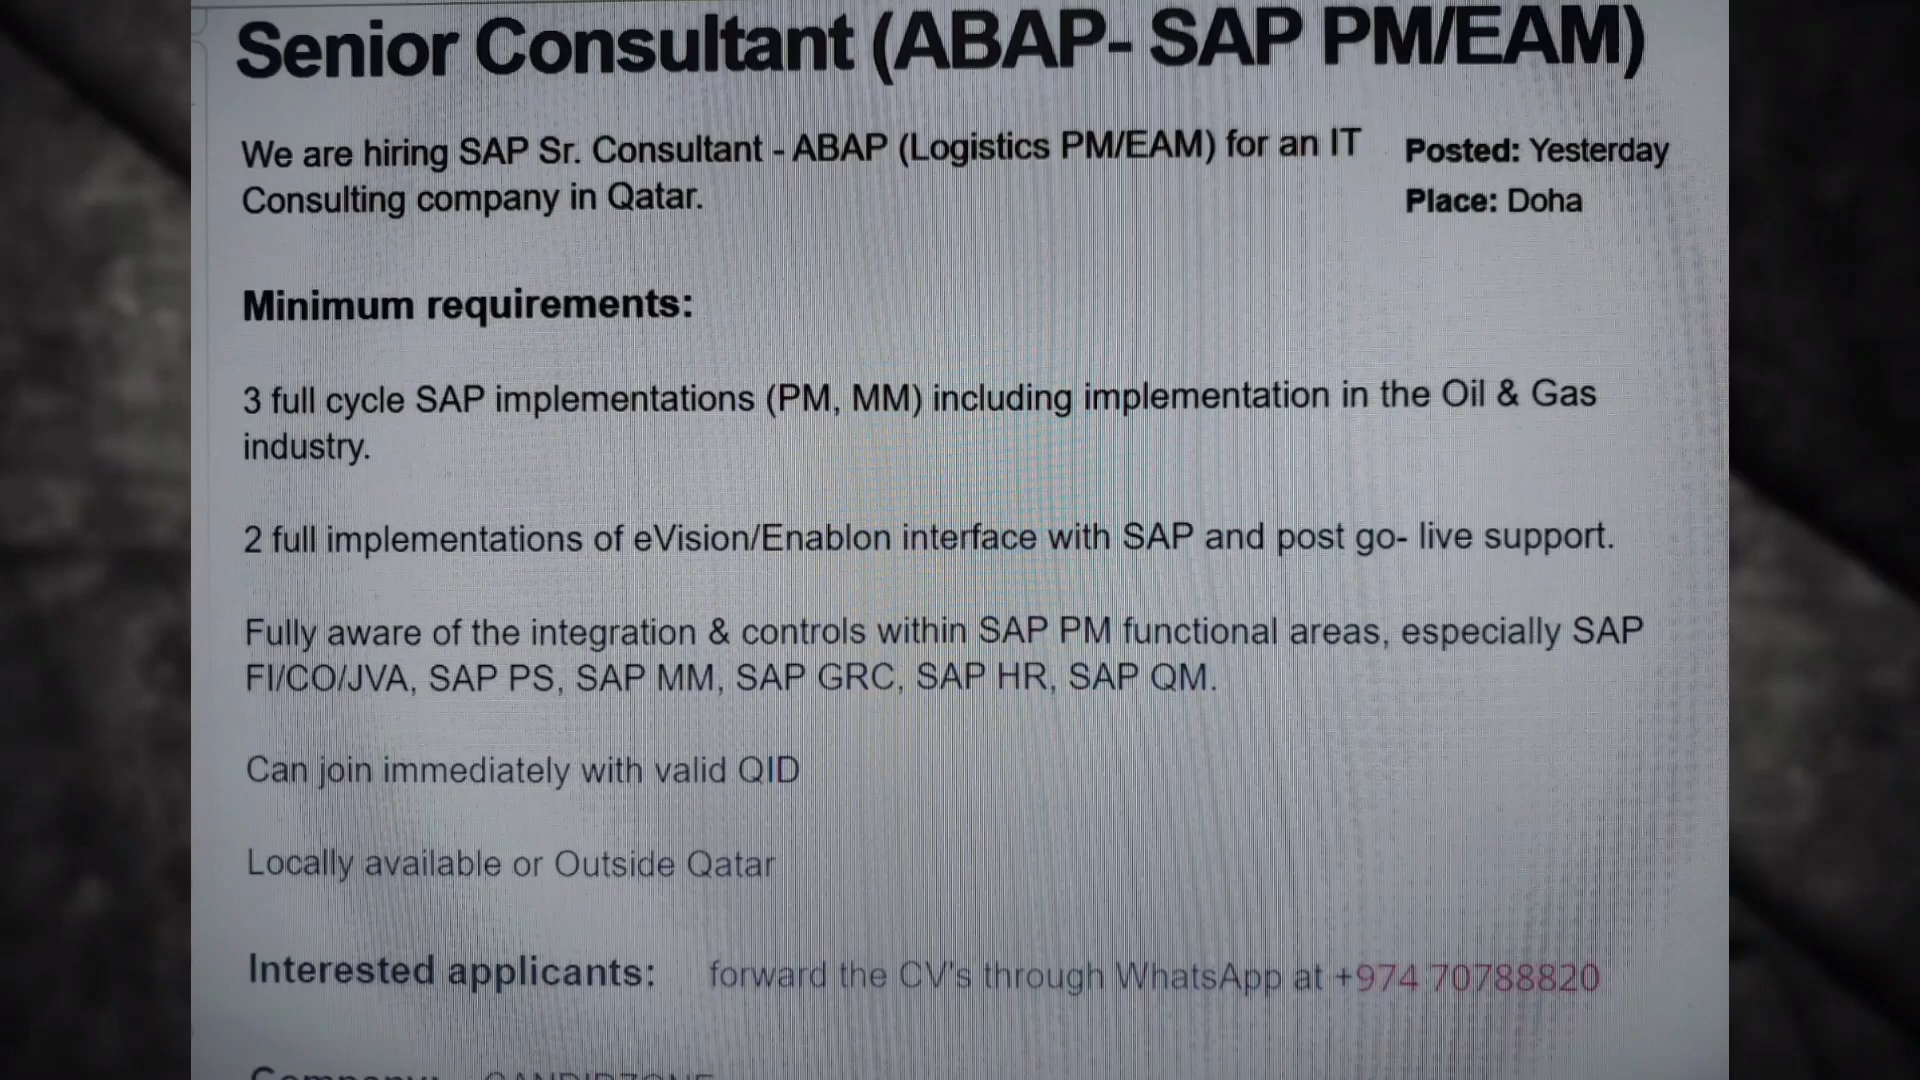 Senior Consultant (ABAP- SAP PM/EAM)
We are hiring SAP Sr. Consultant - ABAP (Logistics PM/EAM) for an IT
Consulting company in Qatar.
Posted: Yesterday
Place: Doha
Minimum requirements:
3 full cycle SAP implementations (PM, MM) including implementation in the Oil & Gas
industry.
2 full implementations of eVision/Enablon interface with SAP and post go- live support.
Fully aware of the integration & controls within SAP PM functional areas, especially SAP
FI/CO/JVA, SAP PS, SAP MM, SAP GRC, SAP HR, SAP QM.
Can join immediately with valid QID
Locally available or Outside Qatar
Interested applicants: forward the CV's through WhatsApp at +974 70788820
Company: CANDIDZONE